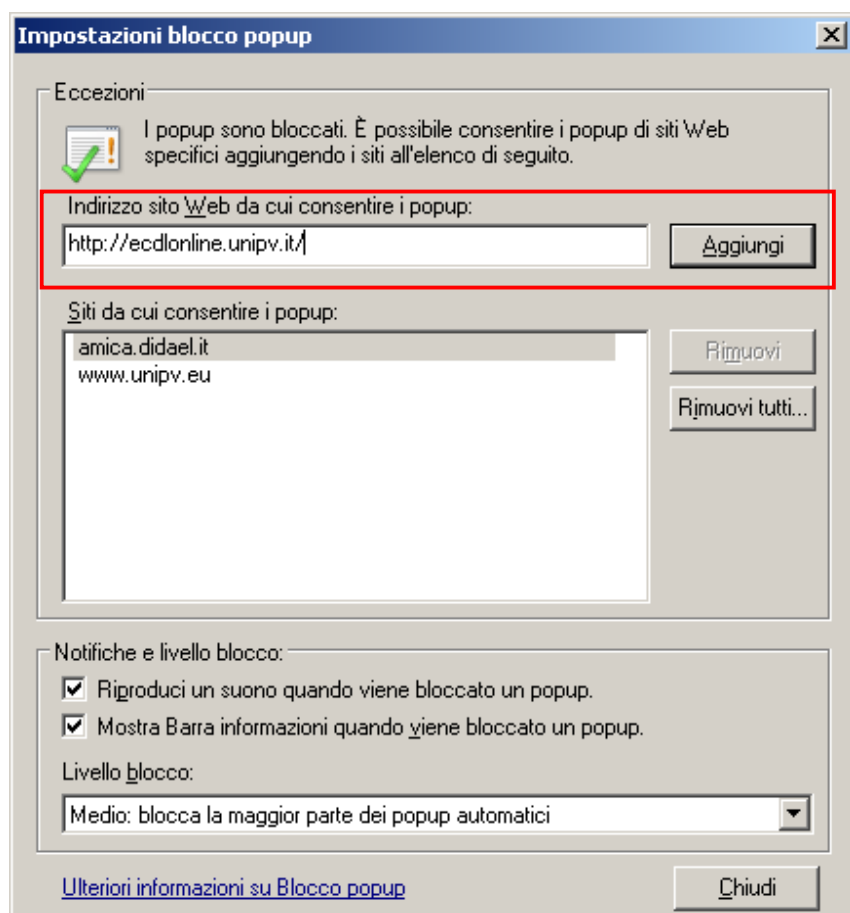 Impostazioni blocco popup
Eccezioni
I popup sono bloccati. È possibile consentire i popup di siti Web
specifici aggiungendo i siti all'elenco di seguito.
Indirizzo sito Web da cui consentire i popup:
http://ecdlonline.unipv.it/
Aggiungi
Siti da cui consentire i popup:
amica.didael.it
Rimuovi
www.unipv.eu
Rimuovi tutti...
Notifiche e livello blocco:
Riproduci un suono quando viene bloccato un popup.
Mostra Barra informazioni quando viene bloccato un popup.
Livello blocco:
Medio: blocca la maggior parte dei popup automatici
Ulteriori informazioni su Blocco popup
Chiudi